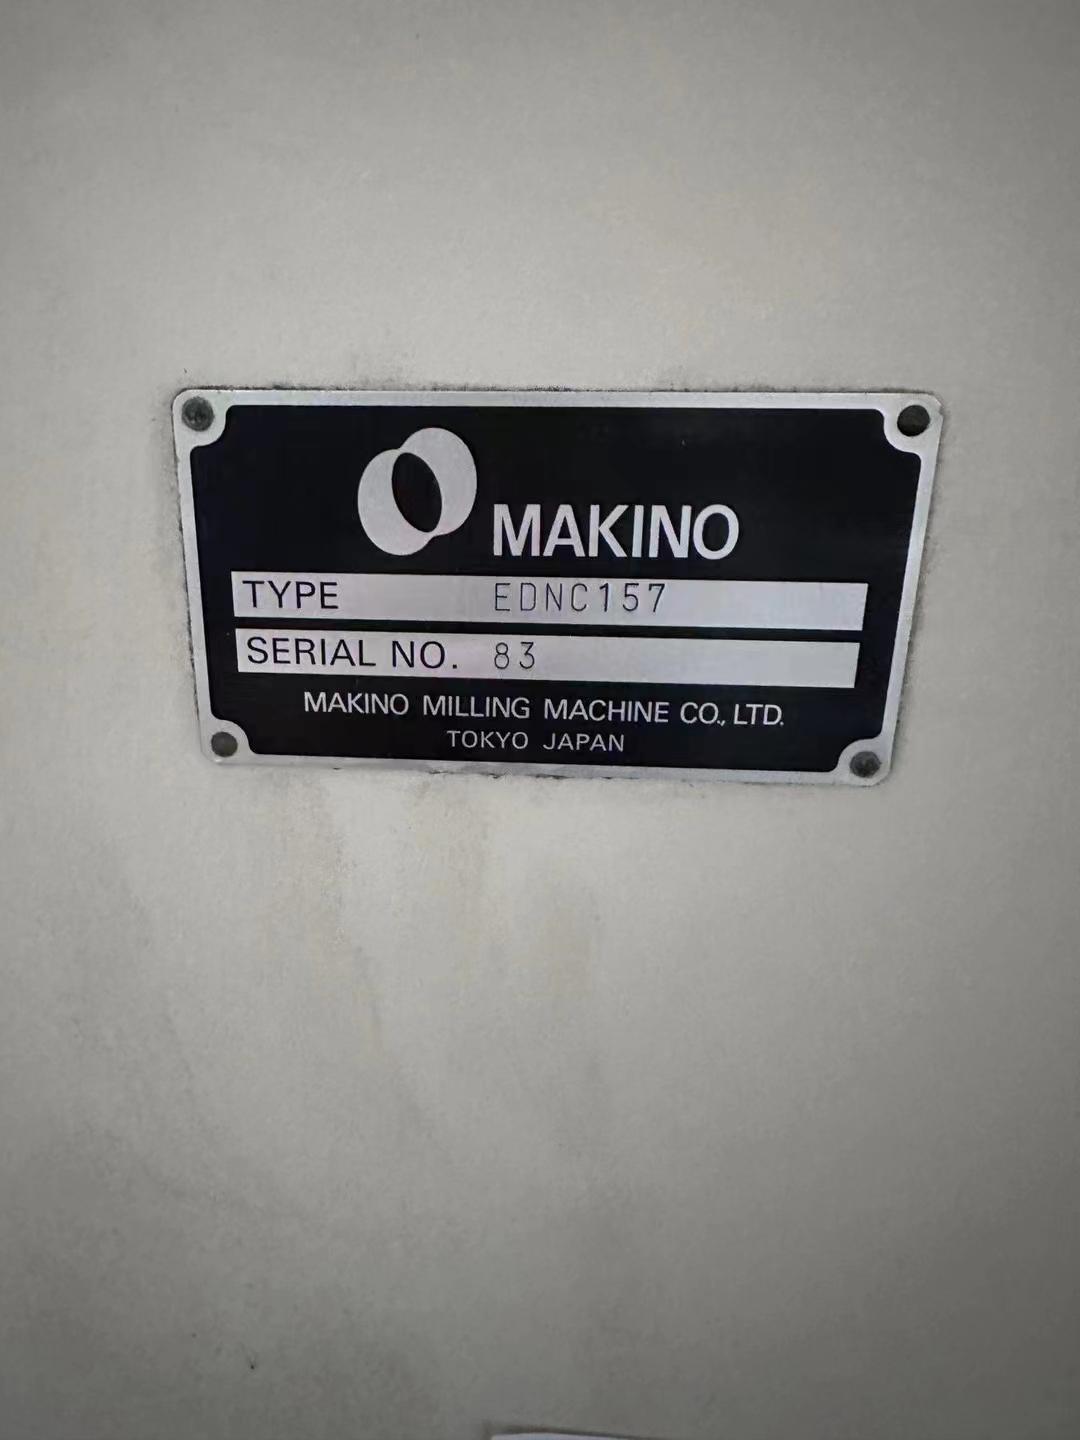 MAKINO
TYPE EDNC157
SERIAL NO. 83
MAKINO MILLING MACHINE CO., LTD.
TOKYO JAPAN